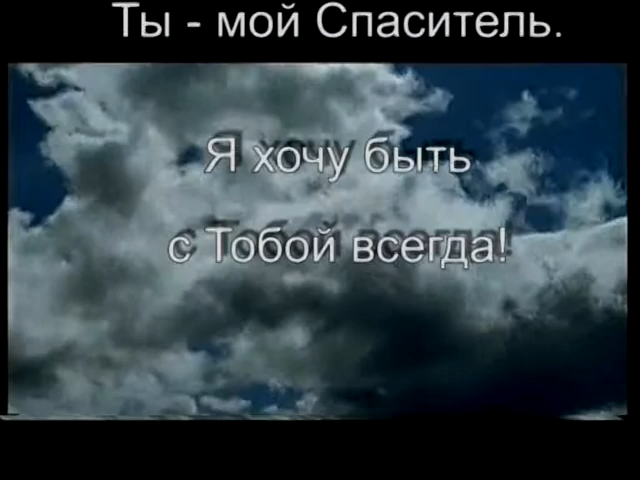 Ты - мой Спаситель.
Я хочу быть
с Тобой всегда!